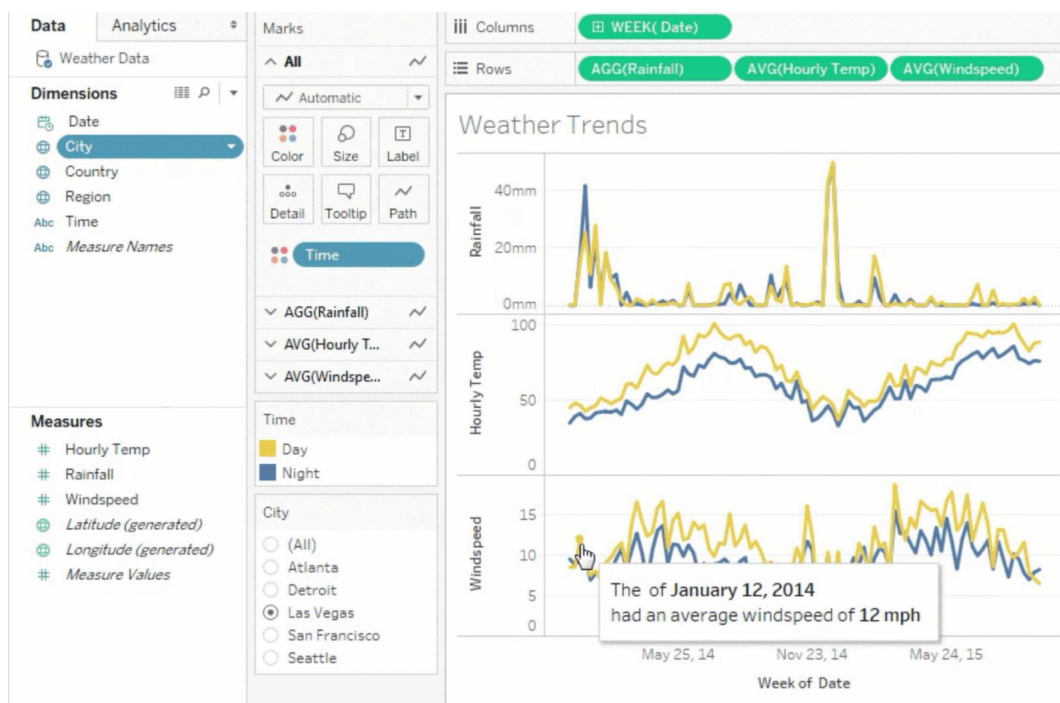 Data Analytics
Weather Data
Dimensions
Date
City
Country
Region
Abc Time
Abc Measure Names
Measures
# Hourly Temp
# Rainfall
# Windspeed
Latitude (generated)
Longitude (generated)
# Measure Values
Marks
All
Automatic
Color Size Label
Detail Tooltip Path
Time
AGG(Rainfall)
AVG(Hourly T...
AVG(Windspe...
Time
Day
Night
City
(All)
Atlanta
Detroit
Las Vegas
San Francisco
Seattle
iii Columns WEEK( Date)
Rows AGG(Rainfall) AVG(Hourly Temp) AVG(Windspeed)
Weather Trends
Rainfall
40mm
20mm
0mm
Hourly Temp
100
50
0
Windspeed
15
10
5
0
The of January 12, 2014
had an average windspeed of 12 mph
May 25, 14 Nov 23, 14 May 24, 15
Week of Date